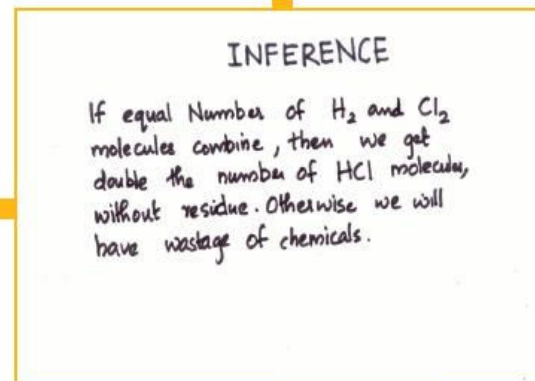 INFERENCE
If equal Number of H₂ and Cl₂
molecules combine, then we get
double the number of HCl molecules,
without residue. Otherwise we will
have wastage of chemicals.